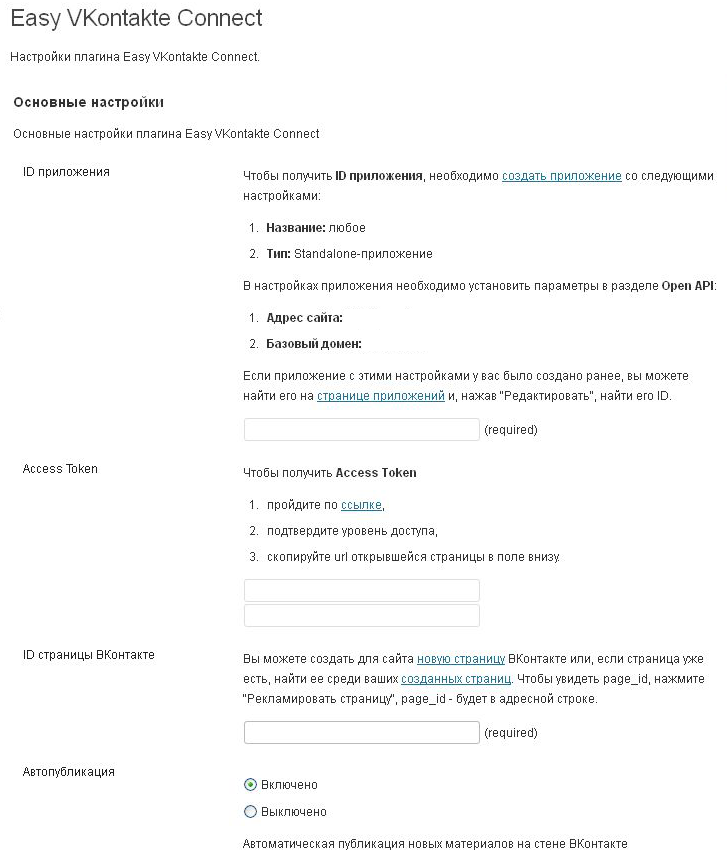 Easy VKontakte Connect
Настройки плагина Easy VKontakte Connect.
Основные настройки
Основные настройки плагина Easy VKontakte Connect
ID приложения
Чтобы получить ID приложения, необходимо создать приложение со следующими
настройками:
1. Название: любое
2. Тип: Standalone-приложение
В настройках приложения необходимо установить параметры в разделе Open API:
1. Адрес сайта:
2. Базовый домен:
Если приложение с этими настройками у вас было создано ранее, вы можете
найти его на странице приложений и, нажав "Редактировать", найти его ID.
(required)
Access Token
Чтобы получить Access Token
1. пройдите по ссылке,
2. подтвердите уровень доступа,
3. скопируйте url открывшейся страницы в поле внизу.
ID страницы ВКонтакте
Вы можете создать для сайта новую страницу ВКонтакте или, если страница уже
есть, найти ее среди ваших созданных страниц. Чтобы увидеть page_id, нажмите
"Рекламировать страницу", page_id - будет в адресной строке.
(required)
Автопубликация
Включено
Выключено
Автоматическая публикация новых материалов на стене ВКонтакте